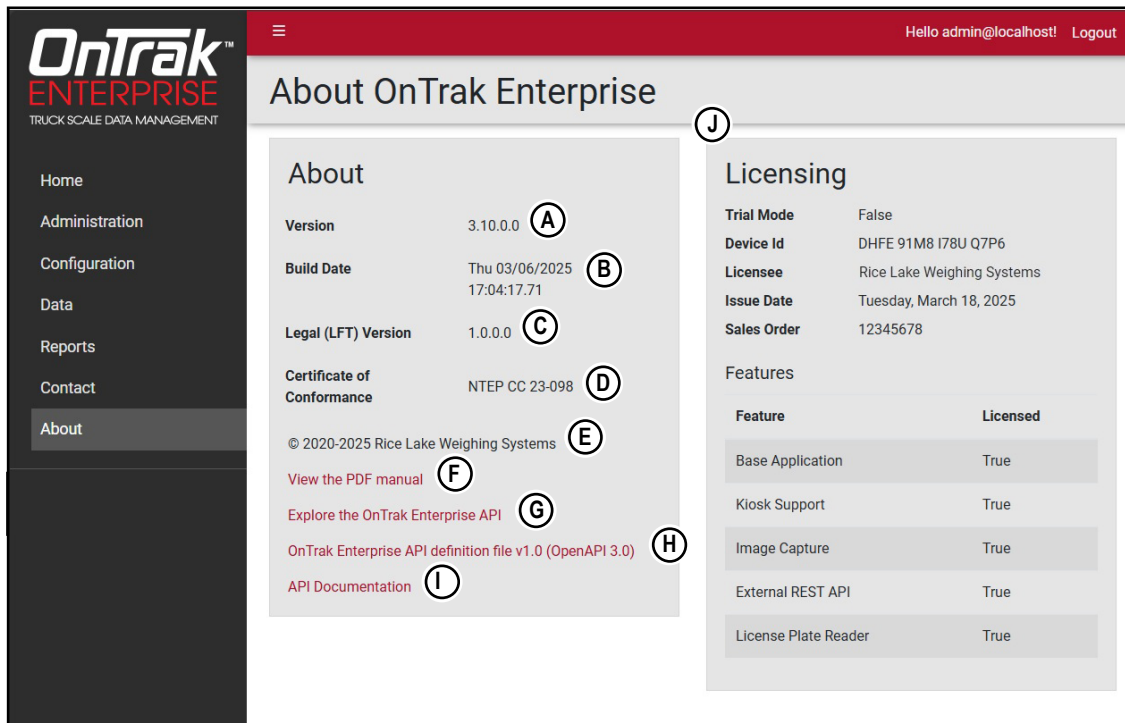 OnTrak™
ENTERPRISE
TRUCK SCALE DATA MANAGEMENT
Home
Administration
Configuration
Data
Reports
Contact
About
Hello admin@localhost! Logout
About OnTrak Enterprise
J
About
Version 3.10.0.0 A
Build Date Thu 03/06/2025 B
17:04:17.71
Legal (LFT) Version 1.0.0.0 C
Certificate of
Conformance NTEP CC 23-098 D
© 2020-2025 Rice Lake Weighing Systems E
View the PDF manual F
Explore the OnTrak Enterprise API G
OnTrak Enterprise API definition file v1.0 (OpenAPI 3.0) H
API Documentation I
Licensing
Trial Mode False
Device Id DHFE 91M8 I78U Q7P6
Licensee Rice Lake Weighing Systems
Issue Date Tuesday, March 18, 2025
Sales Order 12345678
Features
Feature Licensed
Base Application True
Kiosk Support True
Image Capture True
External REST API True
License Plate Reader True